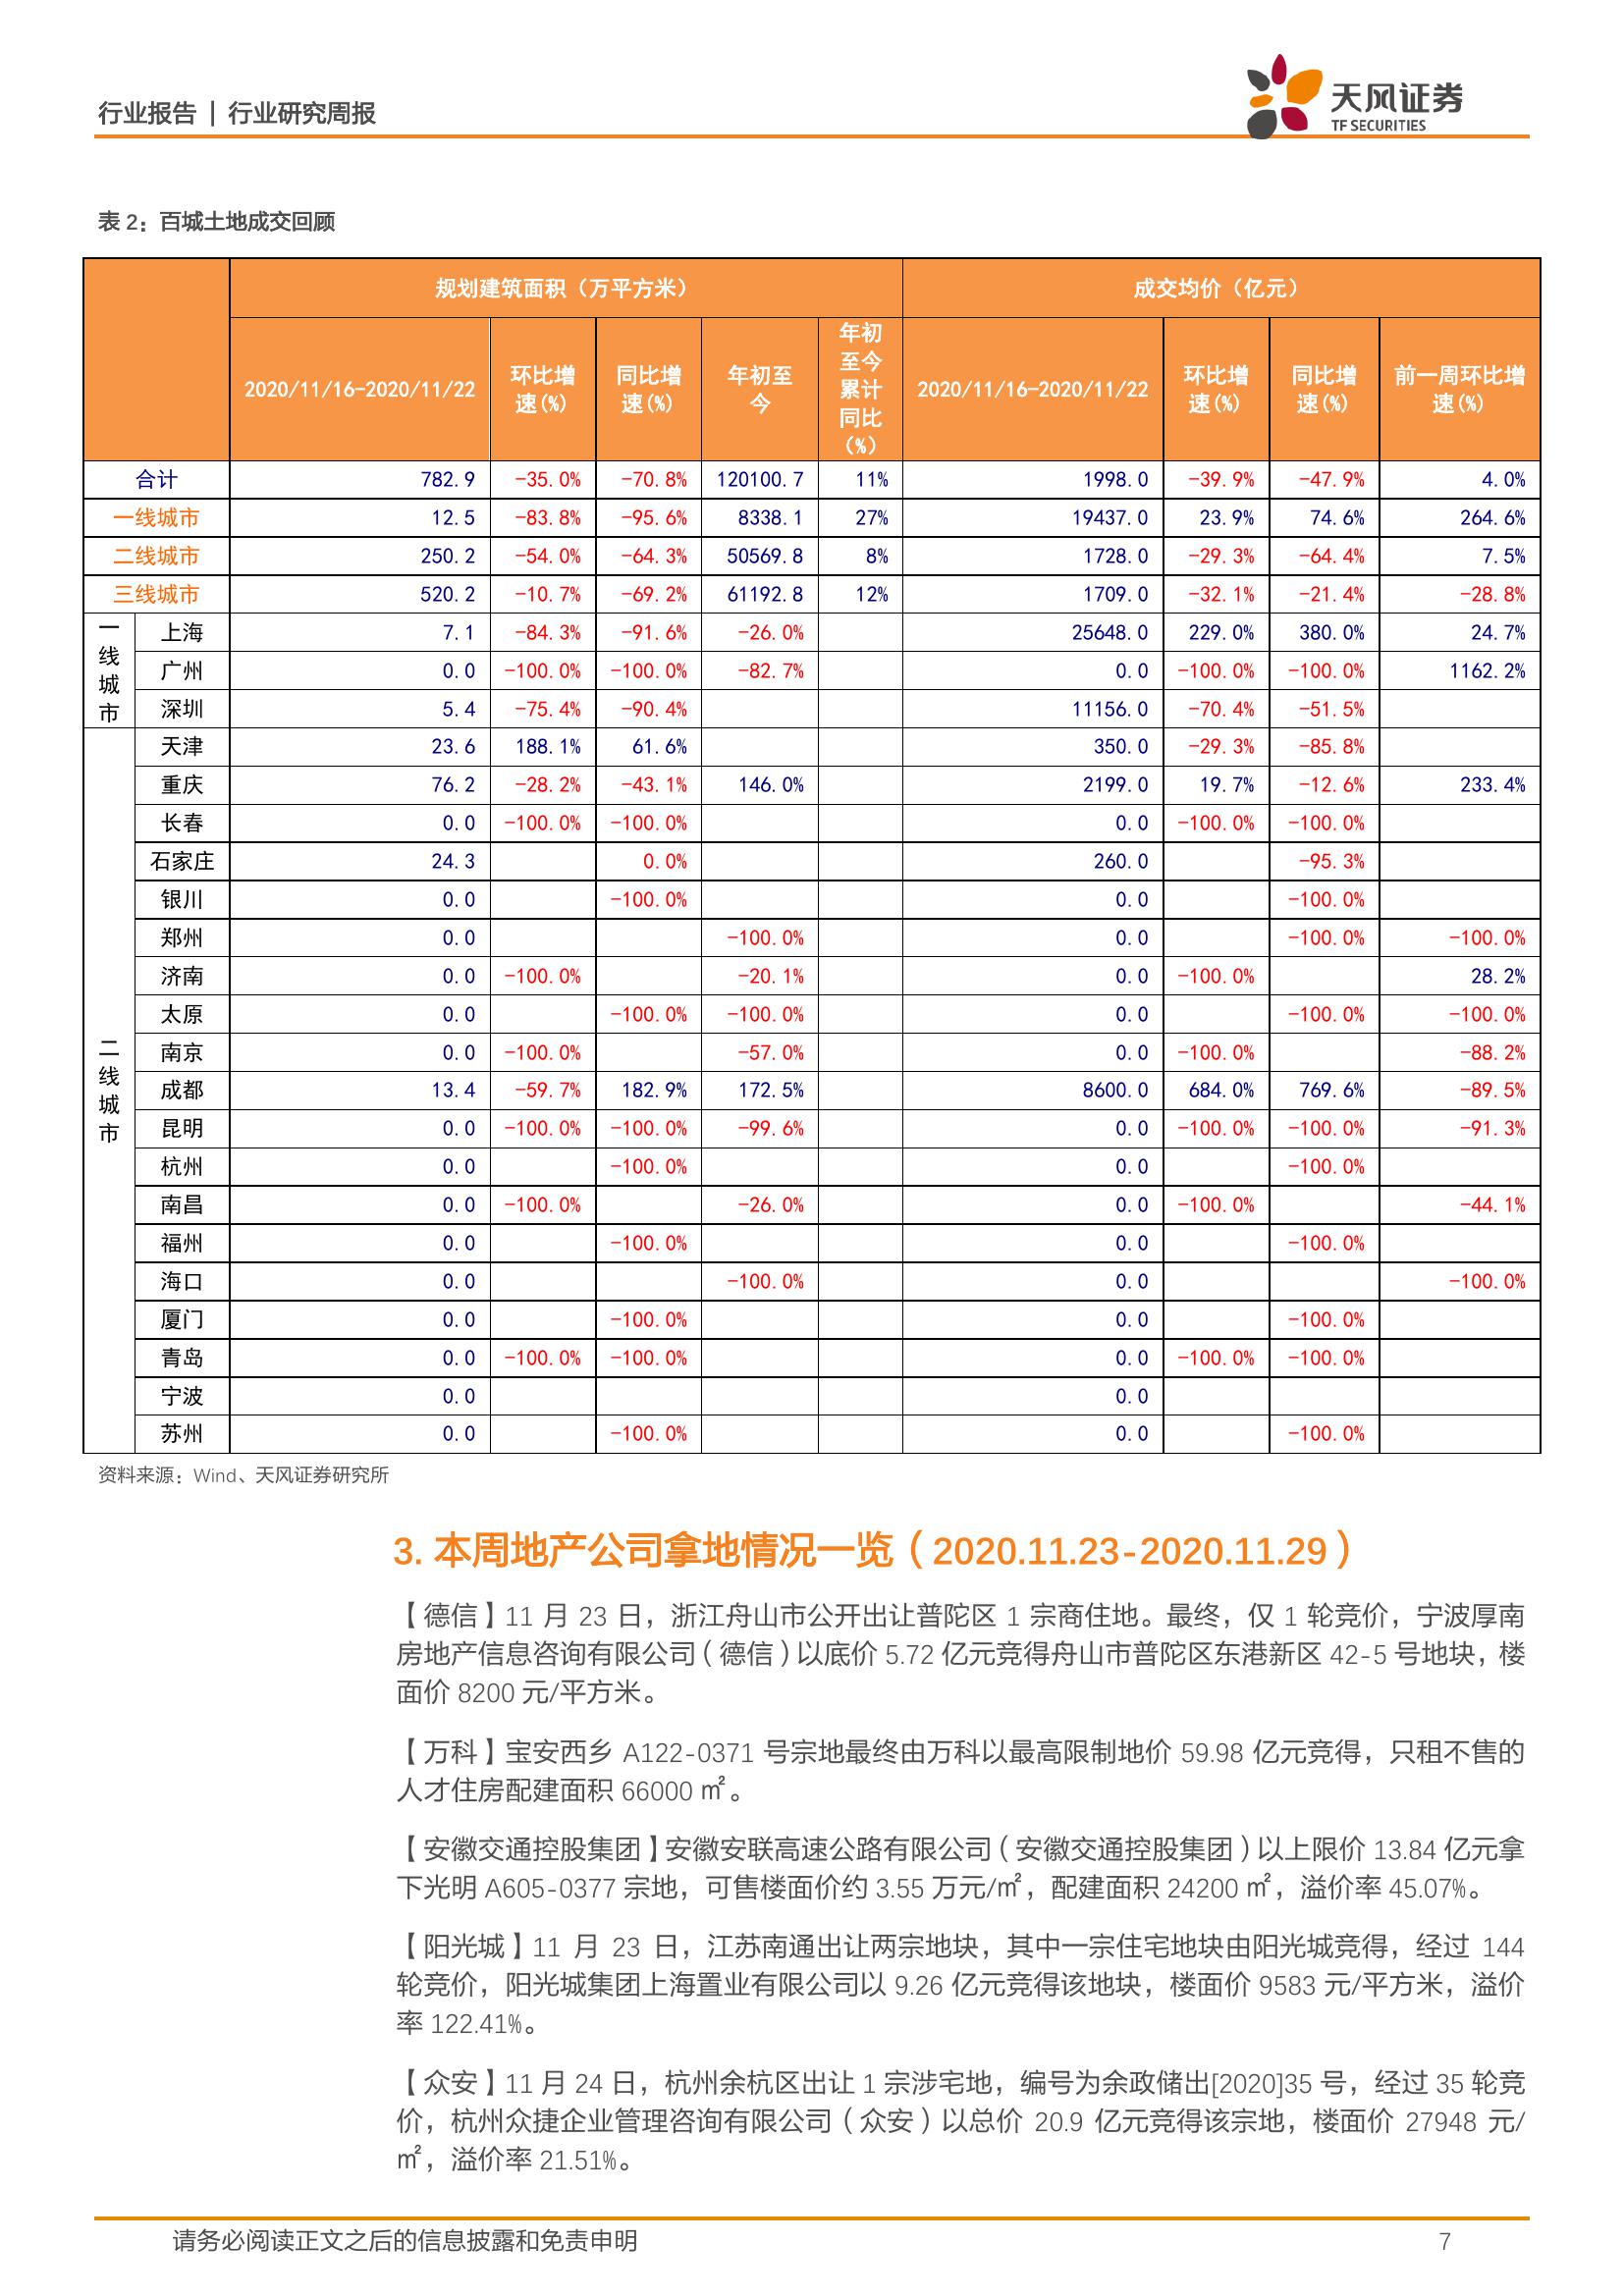 行业报告 | 行业研究周报
天风证券
TF SECURITIES
表 2：百城土地成交回顾
规划建筑面积（万平方米） 成交均价（亿元）
2020/11/16-2020/11/22 环比增速(%) 同比增速(%) 年初至今 年初至今累计同比(%) 2020/11/16-2020/11/22 环比增速(%) 同比增速(%) 前一周环比增速(%)
合计 782.9 -35.0% -70.8% 120100.7 11% 1998.0 -39.9% -47.9% 4.0%
一线城市 12.5 -83.8% -95.6% 8338.1 27% 19437.0 23.9% 74.6% 264.6%
二线城市 250.2 -54.0% -64.3% 50569.8 8% 1728.0 -29.3% -64.4% 7.5%
三线城市 520.2 -10.7% -69.2% 61192.8 12% 1709.0 -32.1% -21.4% -28.8%
一线城市
上海 7.1 -84.3% -91.6% -26.0% 25648.0 229.0% 380.0% 24.7%
广州 0.0 -100.0% -100.0% -82.7% 0.0 -100.0% -100.0% 1162.2%
深圳 5.4 -75.4% -90.4% 11156.0 -70.4% -51.5%
二线城市
天津 23.6 188.1% 61.6% 350.0 -29.3% -85.8%
重庆 76.2 -28.2% -43.1% 146.0% 2199.0 19.7% -12.6% 233.4%
长春 0.0 -100.0% -100.0% 0.0 -100.0% -100.0%
石家庄 24.3 0.0% 260.0 -95.3%
银川 0.0 -100.0% 0.0 -100.0%
郑州 0.0 -100.0% 0.0 -100.0% -100.0%
济南 0.0 -100.0% -20.1% 0.0 -100.0% 28.2%
太原 0.0 -100.0% -100.0% 0.0 -100.0% -100.0%
南京 0.0 -100.0% -57.0% 0.0 -100.0% -88.2%
成都 13.4 -59.7% 182.9% 172.5% 8600.0 684.0% 769.6% -89.5%
昆明 0.0 -100.0% -100.0% -99.6% 0.0 -100.0% -100.0% -91.3%
杭州 0.0 -100.0% 0.0 -100.0%
南昌 0.0 -100.0% -26.0% 0.0 -100.0% -44.1%
福州 0.0 -100.0% 0.0 -100.0%
海口 0.0 -100.0% 0.0 -100.0%
厦门 0.0 -100.0% 0.0 -100.0%
青岛 0.0 -100.0% -100.0% 0.0 -100.0% -100.0%
宁波 0.0 0.0
苏州 0.0 -100.0% 0.0 -100.0%
资料来源：Wind、天风证券研究所
3. 本周地产公司拿地情况一览（2020.11.23-2020.11.29）
【德信】11 月 23 日，浙江舟山市公开出让普陀区 1 宗商住地。最终，仅 1 轮竞价，宁波厚南
房地产信息咨询有限公司（德信）以底价 5.72 亿元竞得舟山市普陀区东港新区 42-5 号地块，楼
面价 8200 元/平方米。
【万科】宝安西乡 A122-0371 号宗地最终由万科以最高限制地价 59.98 亿元竞得，只租不售的
人才住房配建面积 66000 ㎡。
【安徽交通控股集团】安徽安联高速公路有限公司（安徽交通控股集团）以上限价 13.84 亿元拿
下光明 A605-0377 宗地，可售楼面价约 3.55 万元/㎡，配建面积 24200 ㎡，溢价率 45.07%。
【阳光城】11 月 23 日，江苏南通出让两宗地块，其中一宗住宅地块由阳光城竞得，经过 144
轮竞价，阳光城集团上海置业有限公司以 9.26 亿元竞得该地块，楼面价 9583 元/平方米，溢价
率 122.41%。
【众安】11 月 24 日，杭州余杭区出让 1 宗涉宅地，编号为余政储出[2020]35 号，经过 35 轮竞
价，杭州众捷企业管理咨询有限公司（众安）以总价 20.9 亿元竞得该宗地，楼面价 27948 元/
㎡，溢价率 21.51%。
请务必阅读正文之后的信息披露和免责申明 7